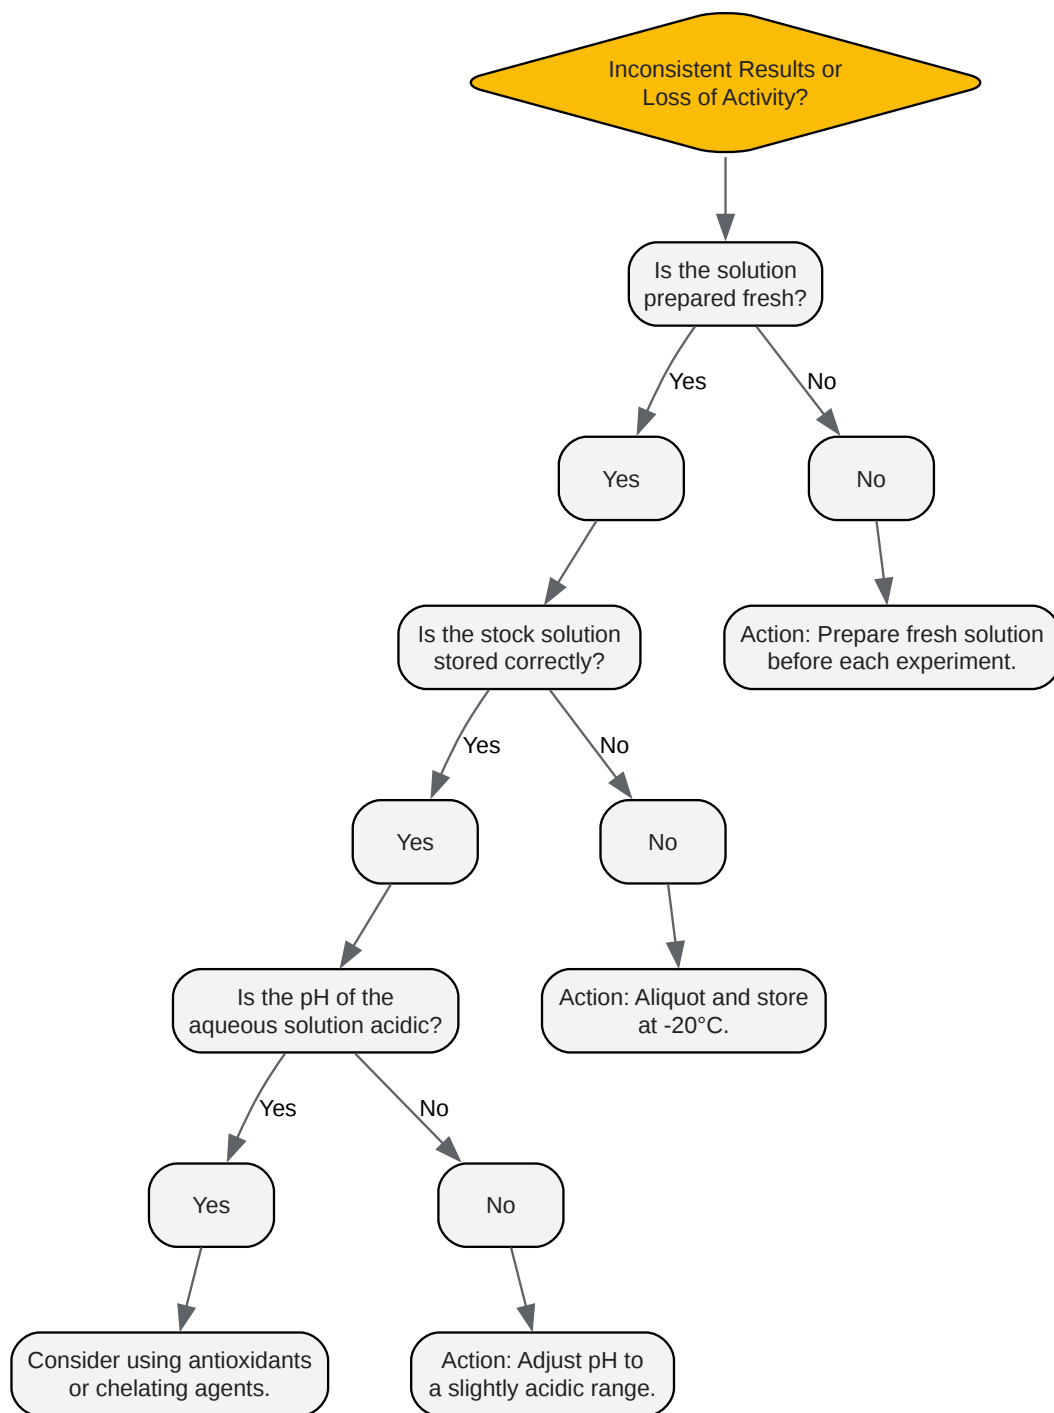 Inconsistent Results or
Loss of Activity?
Is the solution
prepared fresh?
Yes
No
Yes
No
Is the stock solution
stored correctly?
Action: Prepare fresh solution
before each experiment.
Yes
No
Yes
No
Is the pH of the
aqueous solution acidic?
Action: Aliquot and store
at -20°C.
Yes
No
Yes
No
Consider using antioxidants
or chelating agents.
Action: Adjust pH to
a slightly acidic range.